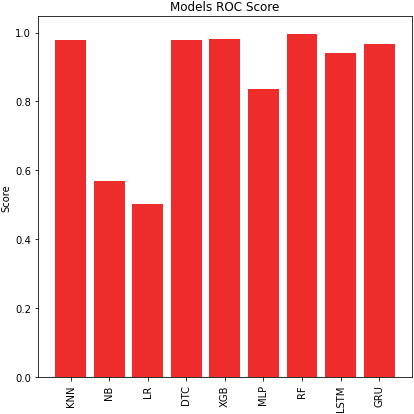 Models ROC Score
1.0
0.8
0.6
0.4
0.2
0.0
Score
KNN
NB
LR
DTC
XGB
MLP
RF
LSTM
GRU